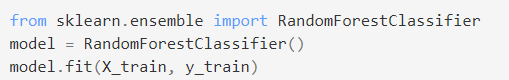 from sklearn.ensemble import RandomForestClassifier
model = RandomForestClassifier()
model.fit(X_train, y_train)